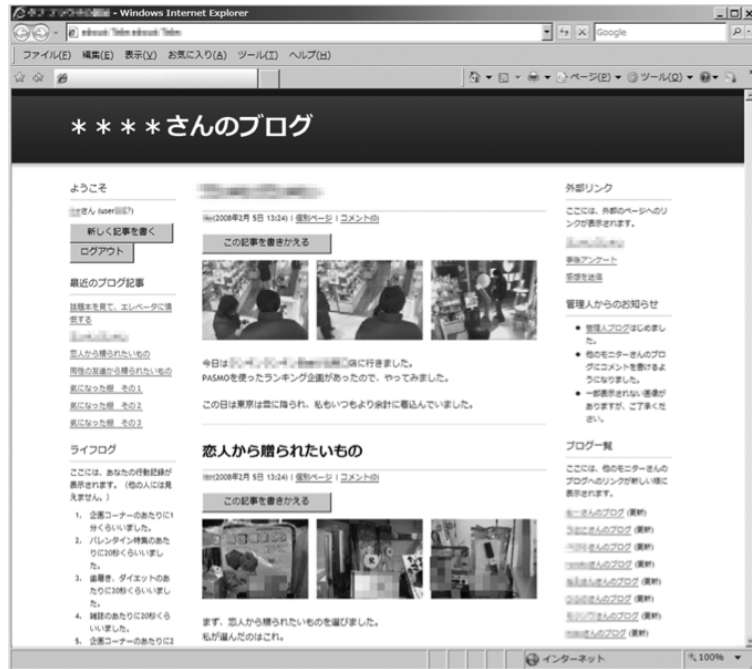 - Windows Internet Explorer
Google
ファイル(F) 編集(E) 表示(V) お気に入り(A) ツール(T) ヘルプ(H)
ページ(P) ツール(O)
＊＊＊＊さんのブログ
ようこそ
さん (user
新しく記事を書く
ログアウト
最近のブログ記事
話題本を見て、エレベータに憤
慨する
恋人から贈られたいもの
同性の友達から贈られたいもの
気になった棚 その１
気になった棚 その２
気になった棚 その３
ライフログ
ここには、あなたの行動記録が
表示されます。（他の人には見
えません。）
1. 企画コーナーのあたりに1
分くらいいました。
2. バレンタイン特集のあた
りに20秒くらいいまし
た。
3. 歯磨き、ダイエットのあ
たりに20秒くらいいまし
た。
4. 雑誌のあたりに20秒くら
いいました。
5. 企画コーナーのあたりに2
(2008年2月 5日 13:24) | 個別ページ | コメント(0)
この記事を書きかえる
今日は
店に行きました。
PASMOを使ったランキング企画があったので、やってみました。
この日は東京は雪に降られ、私もいつもより余計に着込んでいました。
恋人から贈られたいもの
(2008年2月 5日 13:24) | 個別ページ | コメント(0)
この記事を書きかえる
まず、恋人から贈られたいものを選びました。
私が選んだのはこれ。
外部リンク
ここには、外部のページへのリ
ンクが表示されます。
事後アンケート
感想を送信
管理人からのお知らせ
● 管理人ブログはじめまし
た。
● 他のモニターさんのブロ
グにコメントを書けるよ
うになりました。
● 一部表示されない画像が
ありますが、ご了承くだ
さい。
ブログ一覧
ここには、他のモニターさんの
ブログへのリンクが新しい順に
表示されます。
さんのブログ (更新)
さんのブログ (更新)
さんのブログ (更新)
さんのブログ (更新)
さんのブログ (更新)
さんのブログ (更新)
さんのブログ (更新)
さんのブログ (更新)
インターネット
100%